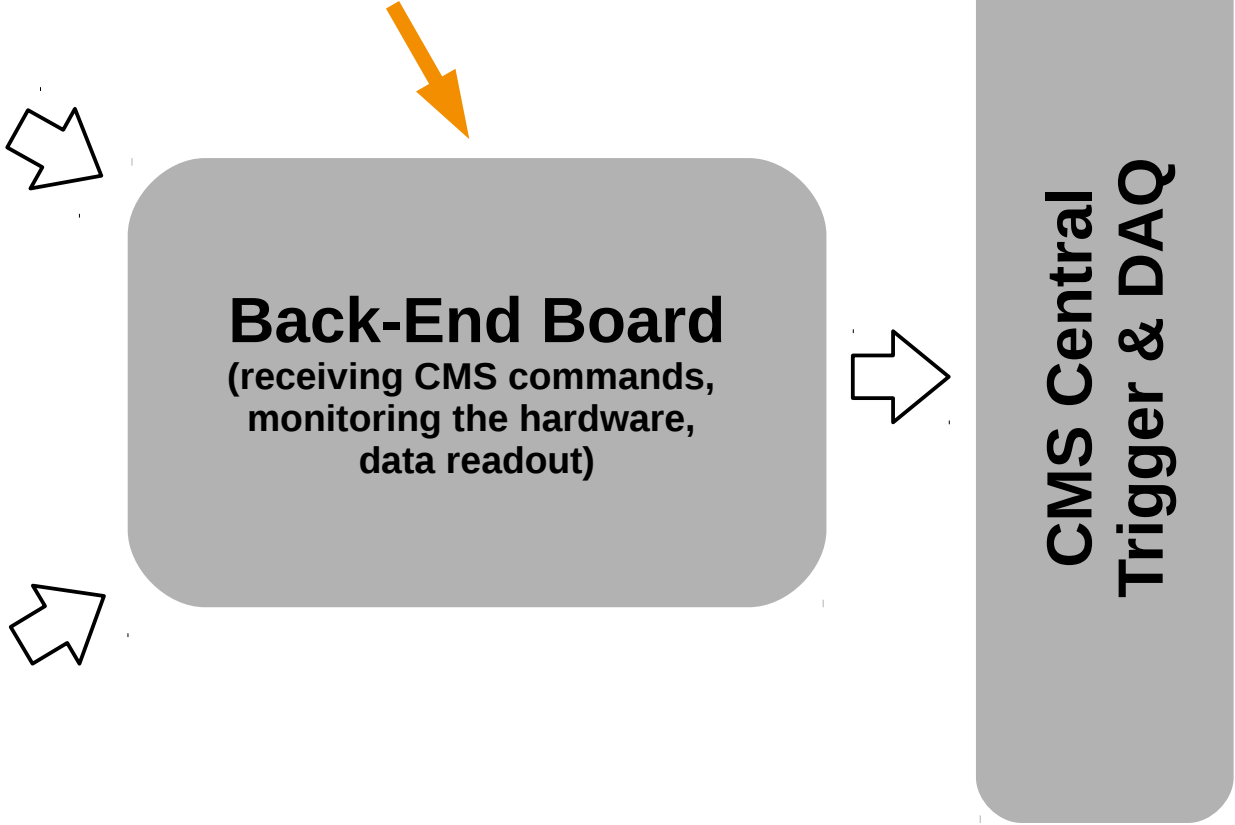 Back-End Board
(receiving CMS commands,
monitoring the hardware,
data readout)
CMS Central
Trigger & DAQ